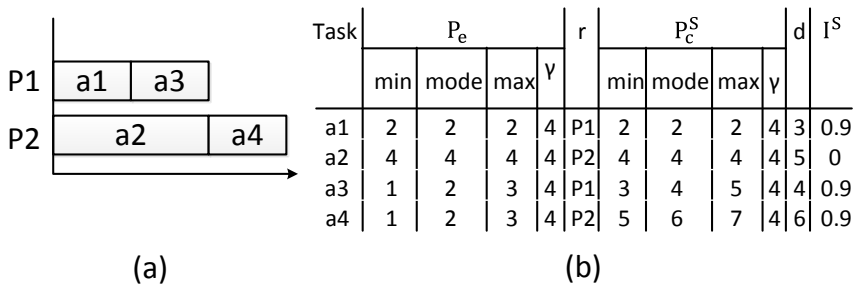 P1 a1 a3
P2 a2 a4
(a)
Task Pe r PcS d IS
min mode max γ min mode max γ
a1 2 2 2 4 P1 2 2 2 4 3 0.9
a2 4 4 4 4 P2 4 4 4 4 5 0
a3 1 2 3 4 P1 3 4 5 4 4 0.9
a4 1 2 3 4 P2 5 6 7 4 6 0.9
(b)